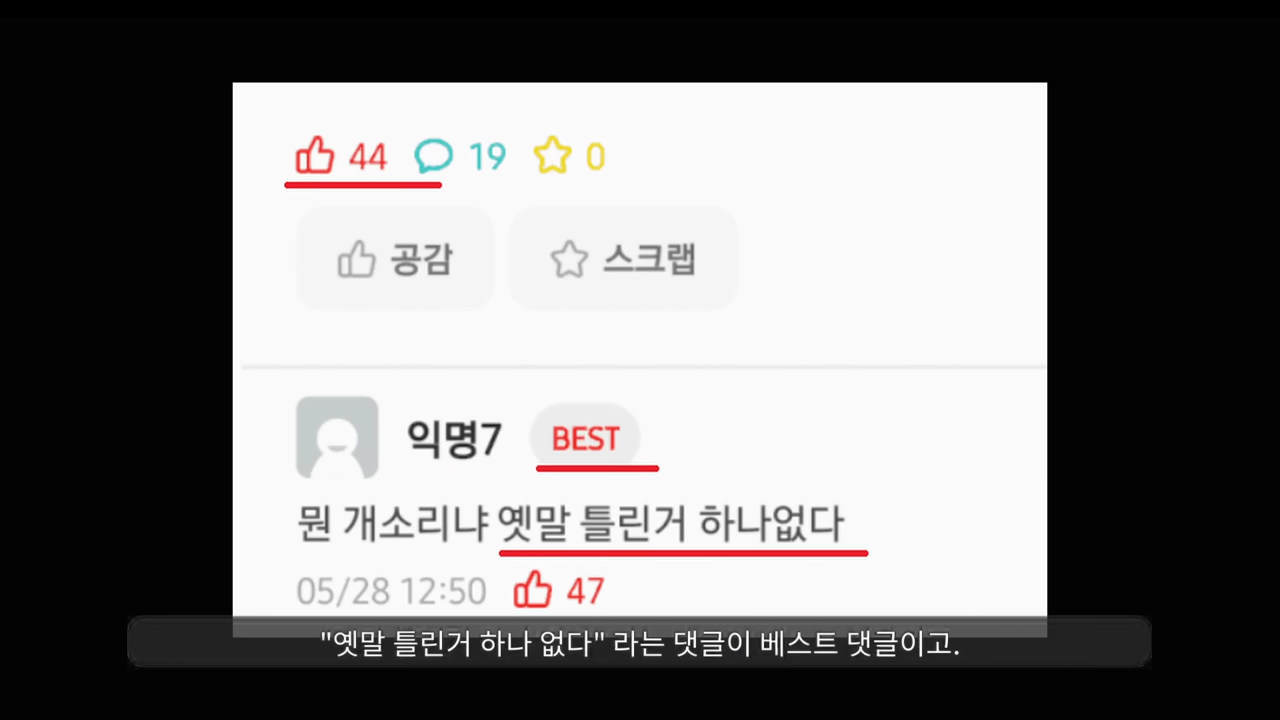 44 19 0
공감 스크랩
익명7 BEST
뭔 개소리냐 옛말 틀린거 하나없다
05/28 12:50 47
"옛말 틀린거 하나 없다" 라는 댓글이 베스트 댓글이고.